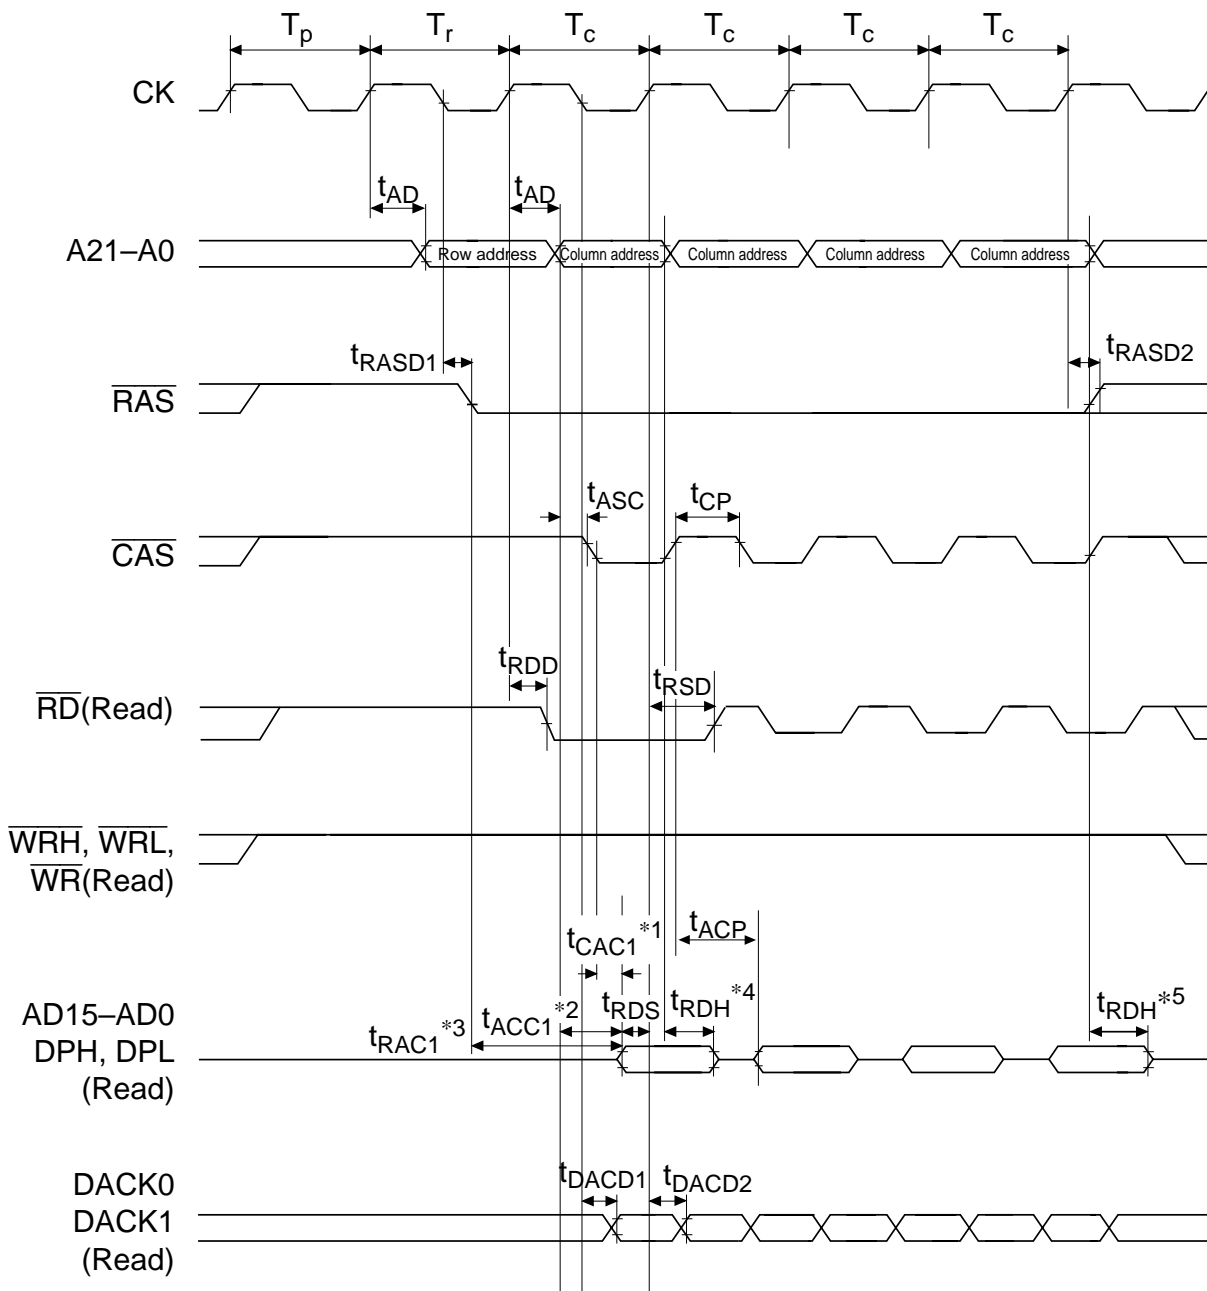 Tp Tr Tc Tc Tc Tc
CK
tAD tAD
A21–A0 Row address Column address Column address Column address Column address
tRASD1 tRASD2
RAS
tASC tCP
CAS
tRDD tRSD
RD(Read)
WRH, WRL,
WR(Read)
tCAC1*1 tACP
AD15–AD0
DPH, DPL
(Read)
tRAC1*3 tACC1*2 tRDS tRDH*4 tRDH*5
DACK0
DACK1
(Read)
tDACD1 tDACD2